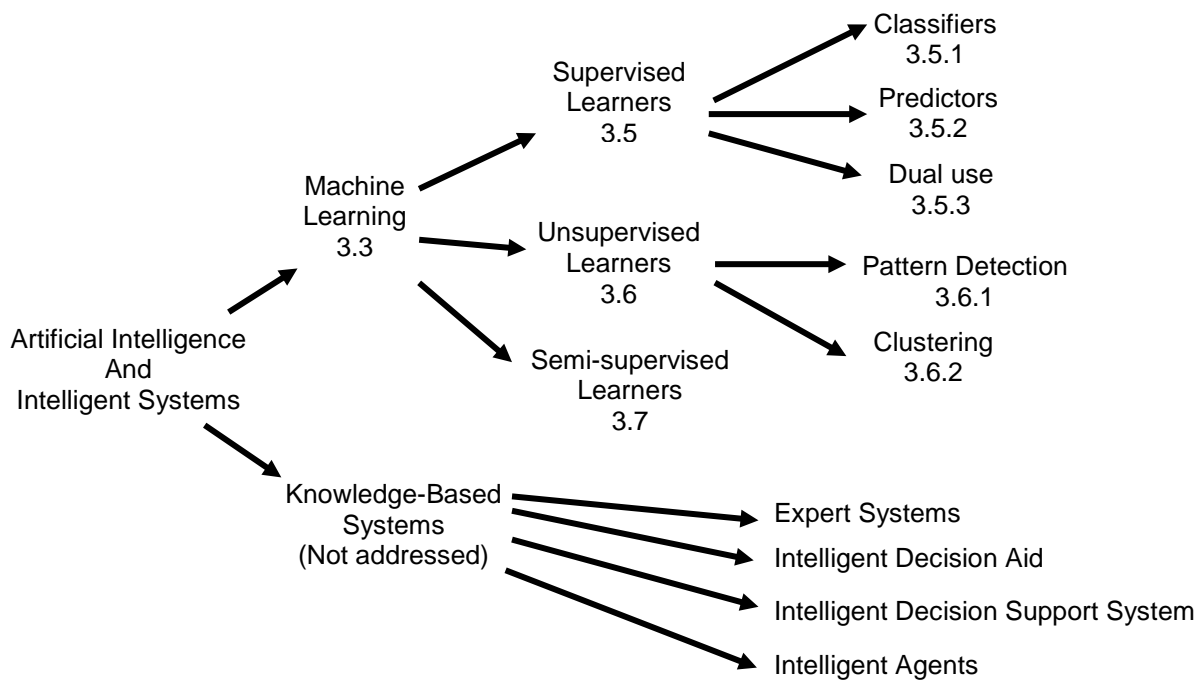 Artificial Intelligence
And
Intelligent Systems
Machine
Learning
3.3
Supervised
Learners
3.5
Classifiers
3.5.1
Predictors
3.5.2
Dual use
3.5.3
Unsupervised
Learners
3.6
Pattern Detection
3.6.1
Clustering
3.6.2
Semi-supervised
Learners
3.7
Knowledge-Based
Systems
(Not addressed)
Expert Systems
Intelligent Decision Aid
Intelligent Decision Support System
Intelligent Agents